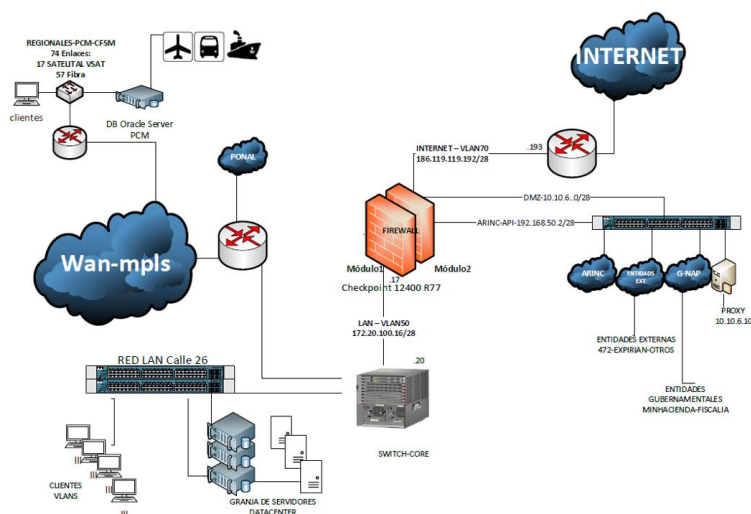 REGIONALES-PCM-CFSM
74 Enlaces:
17 SATELITAL VSAT
57 Fibra
clientes
DB Oracle Server
PCM
INTERNET
PONAL
INTERNET – VLAN70
186.119.119.192/28
.193
DMZ-10.10.6..0/28
ARINC-API-192.168.50.2/28
FIREWALL
Wan-mpls
Módulo1
Módulo2
.17
Checkpoint 12400 R77
ARINC
ENTIDADS
EXE
G-NAP
PROXY
10.10.6.10
LAN – VLAN50
172.20.100.16/28
ENTIDADES EXTERNAS
472-EXPIRIAN-OTROS
RED LAN Calle 26
.20
ENTIDADES
GUBERNAMENTALES
MINHACIENDA-FISCALIA
SWITCH-CORE
CLIENTES
VLANS
GRANJA DE SERVIDORES
DATACENTER